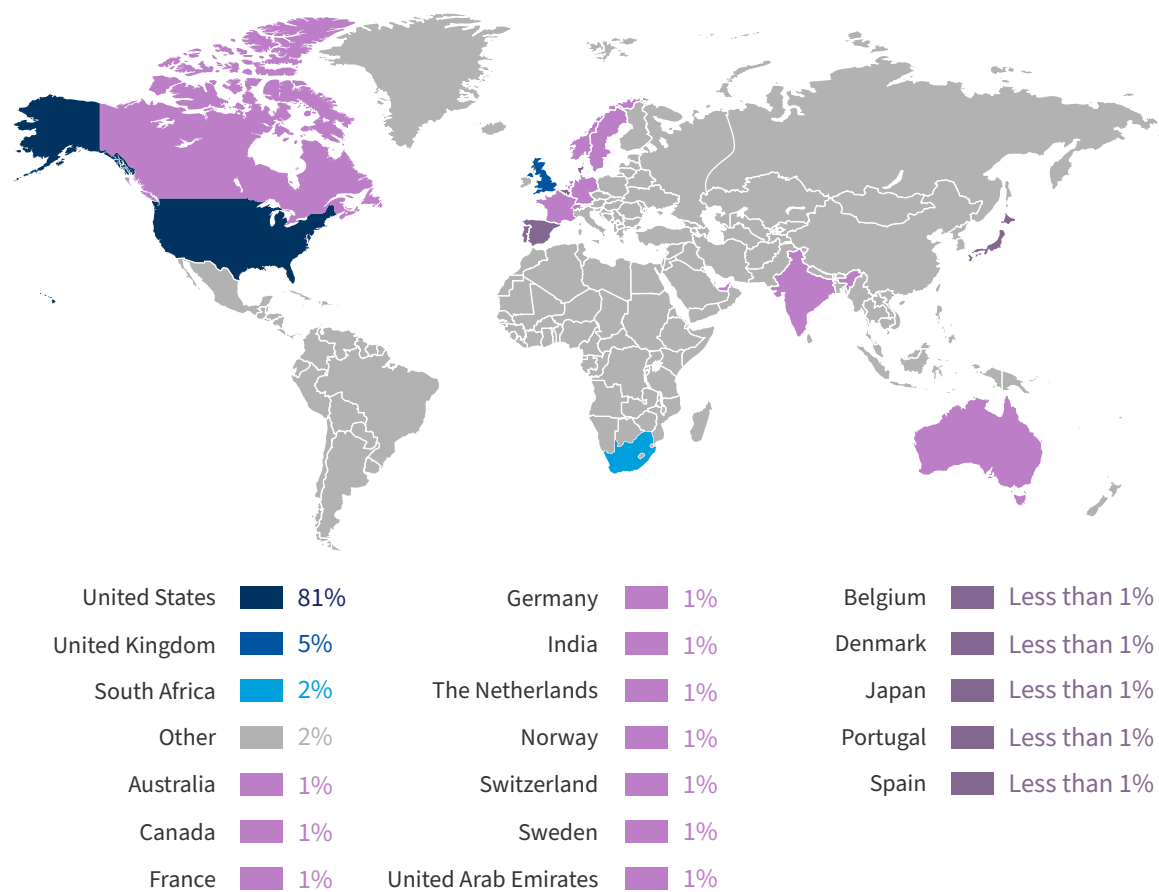 United States 81%
United Kingdom 5%
South Africa 2%
Other 2%
Australia 1%
Canada 1%
France 1%
Germany 1%
India 1%
The Netherlands 1%
Norway 1%
Switzerland 1%
Sweden 1%
United Arab Emirates 1%
Belgium Less than 1%
Denmark Less than 1%
Japan Less than 1%
Portugal Less than 1%
Spain Less than 1%